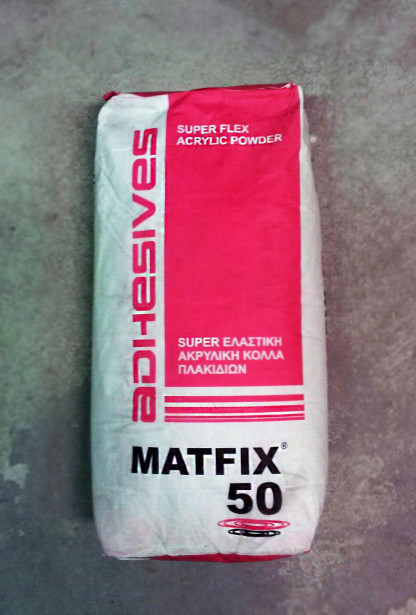 aDHesives
SUPER FLEX
ACRYLIC POWDER
SUPER ΕΛΑΣΤΙΚΗ
ΑΚΡΥΛΙΚΗ ΚΟΛΛΑ
ΠΛΑΚΙΔΙΩΝ
MATFIX®
50